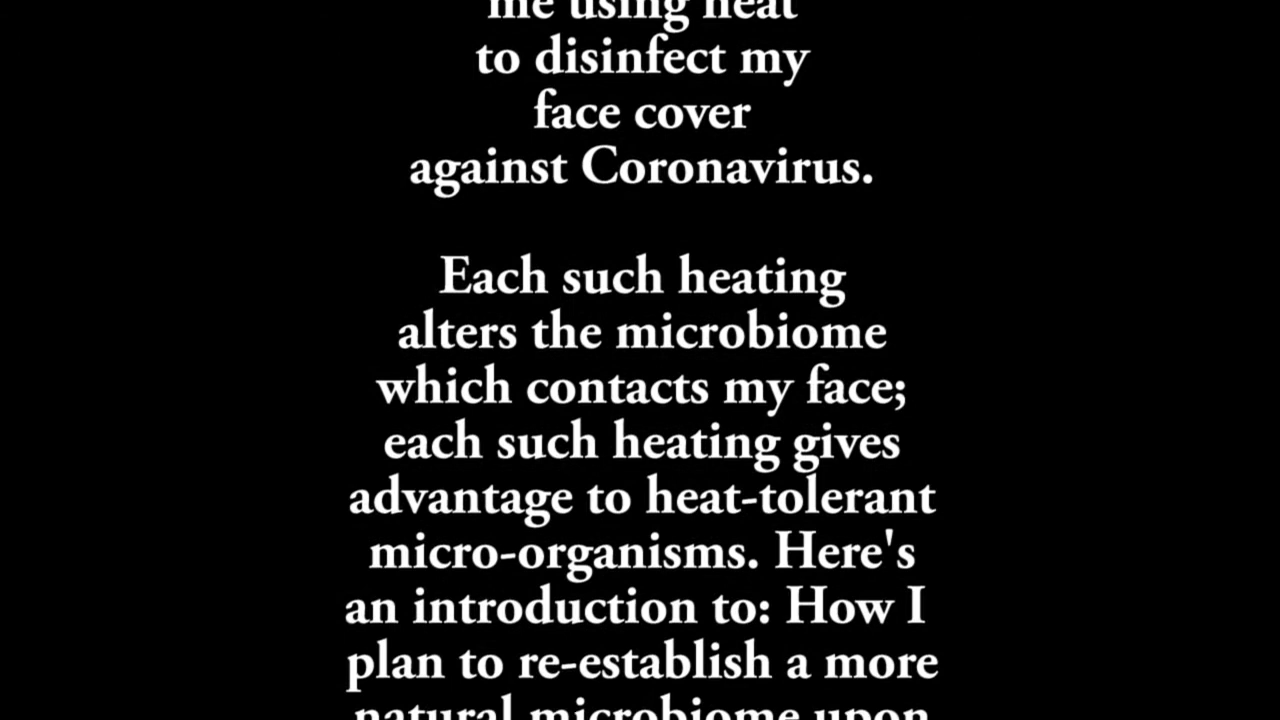 me using heat
to disinfect my
face cover
against Coronavirus.
Each such heating
alters the microbiome
which contacts my face;
each such heating gives
advantage to heat-tolerant
micro-organisms. Here's
an introduction to: How I
plan to re-establish a more
natural microbiome upon